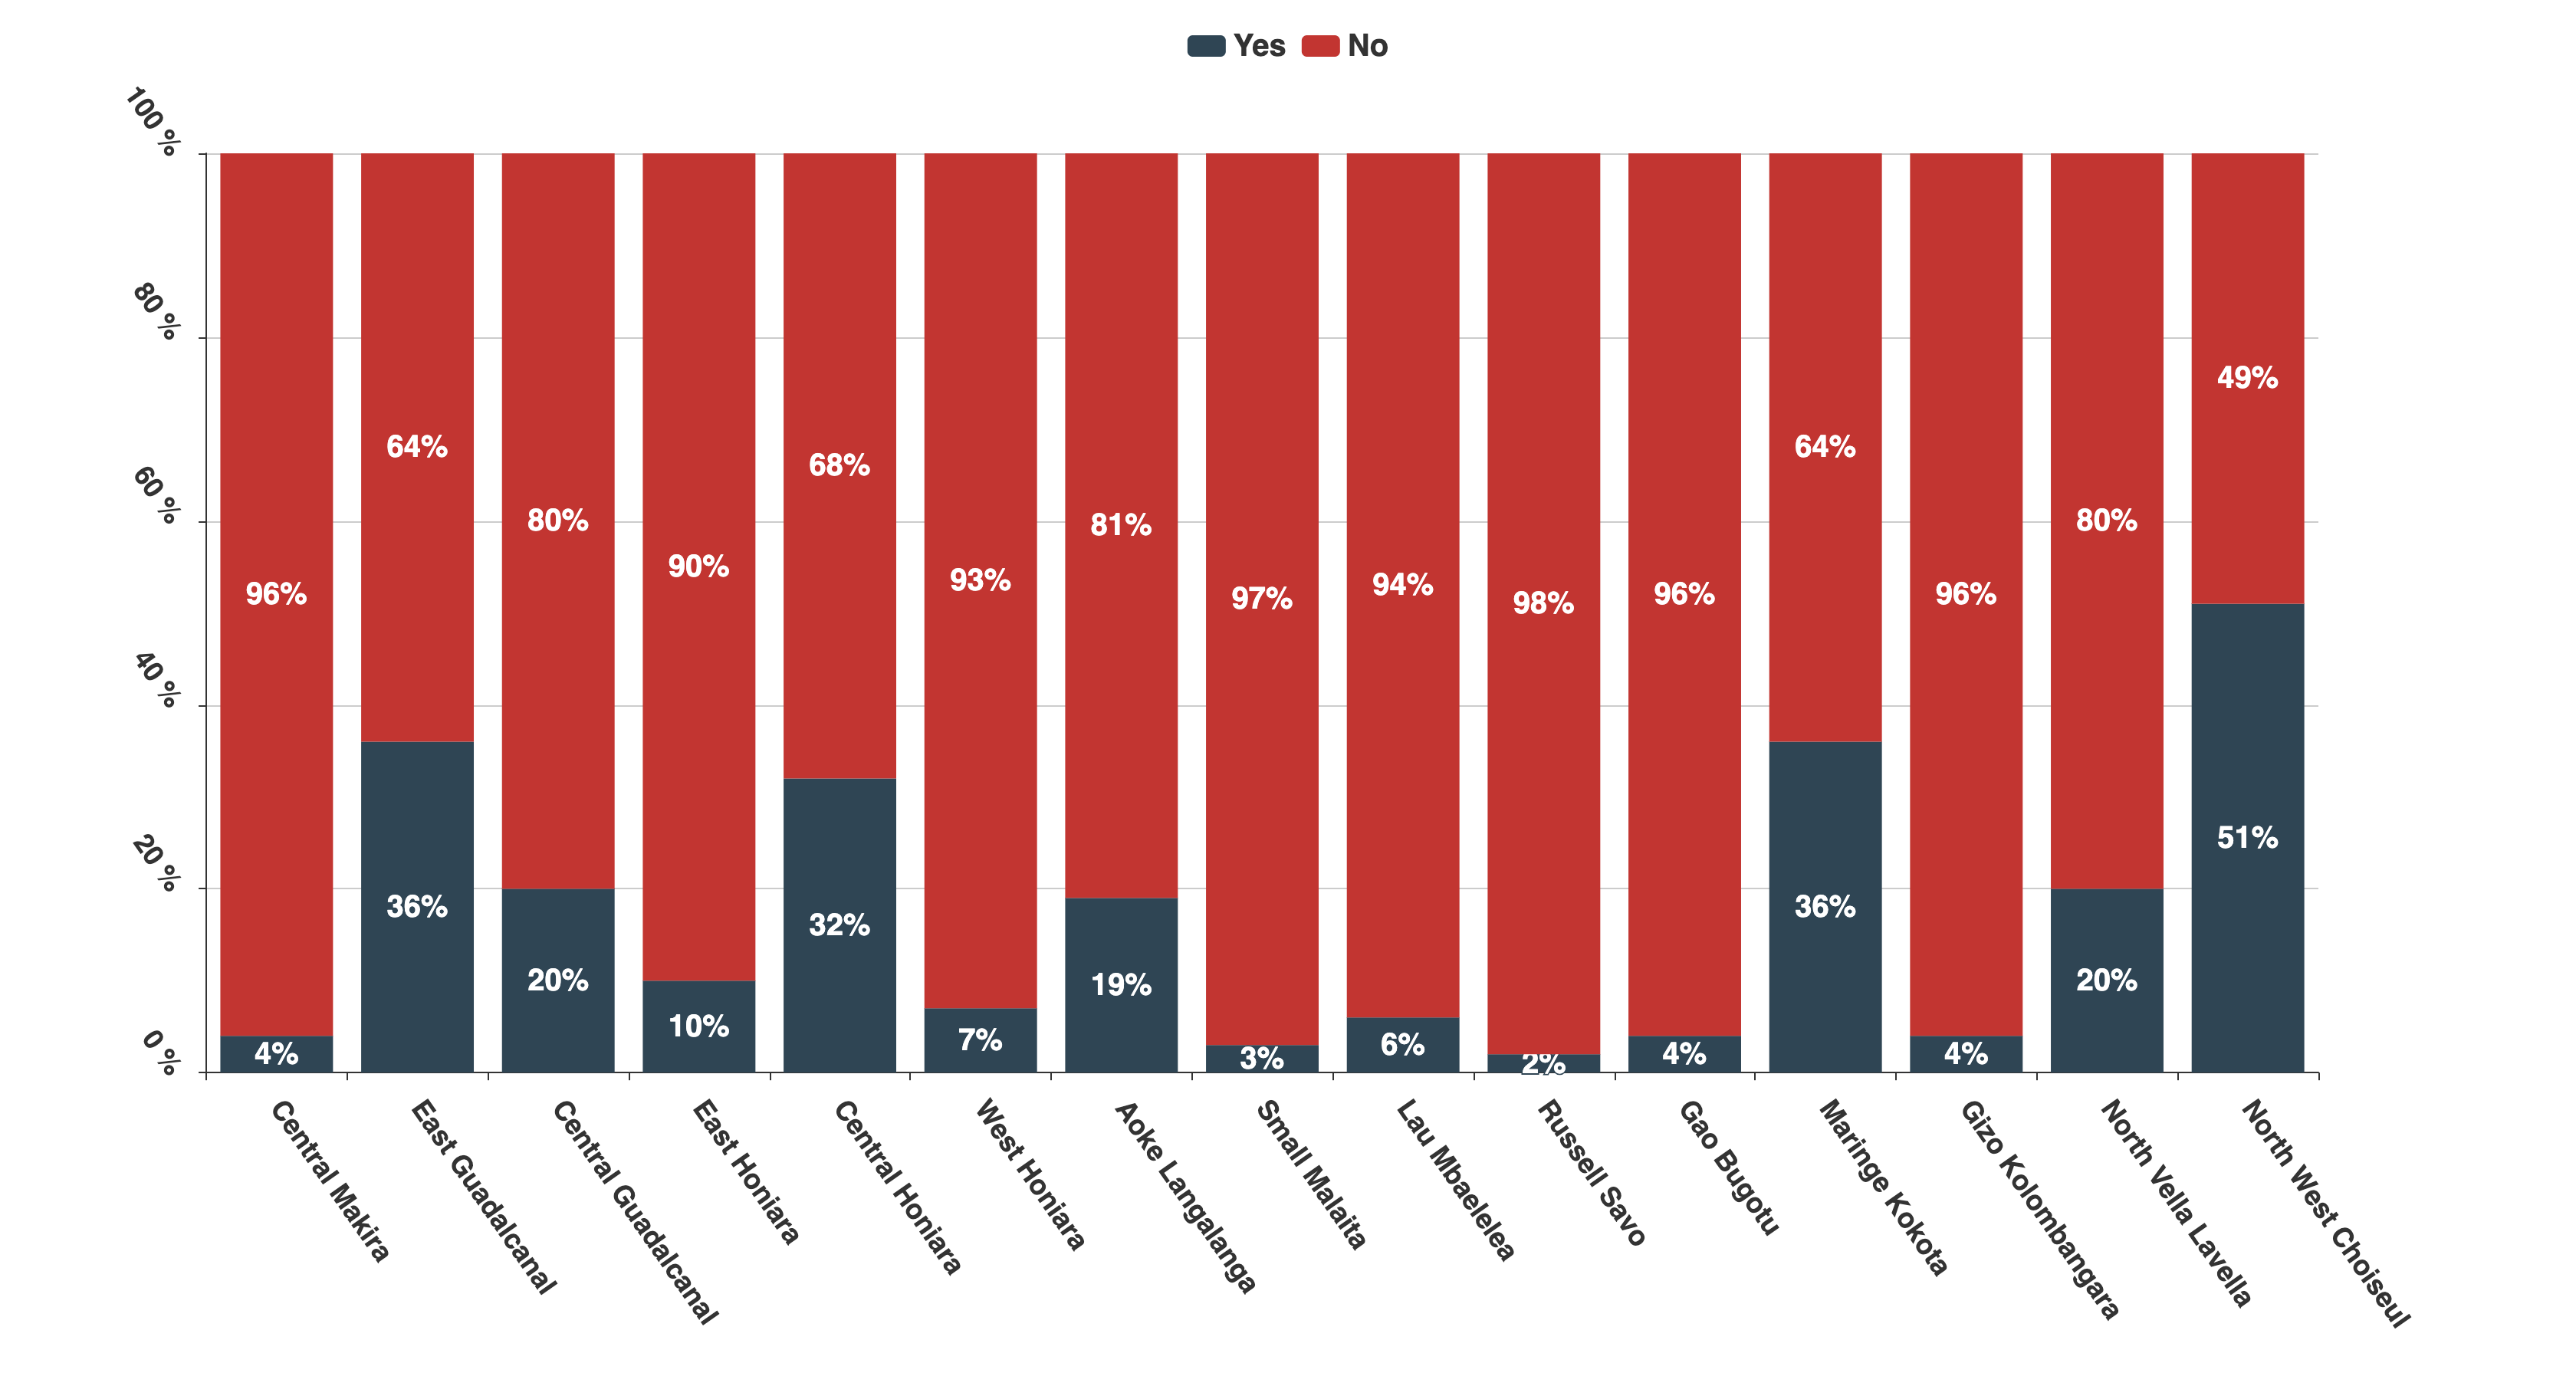 Yes No
100 %
80 %
60 %
40 %
20 %
0 %
96% 64% 80% 90% 68% 93% 81% 97% 94% 98% 96% 64% 96% 80% 49%
4% 36% 20% 10% 32% 7% 19% 3% 6% 2% 4% 36% 4% 20% 51%
Central Makira
East Guadalcanal
Central Guadalcanal
East Honiara
Central Honiara
West Honiara
Aoke Langalanga
Small Malaita
Lau Mbaelelea
Russell Savo
Gao Bugotu
Maringe Kokota
Gizo Kolombangara
North Vella Lavella
North West Choiseul